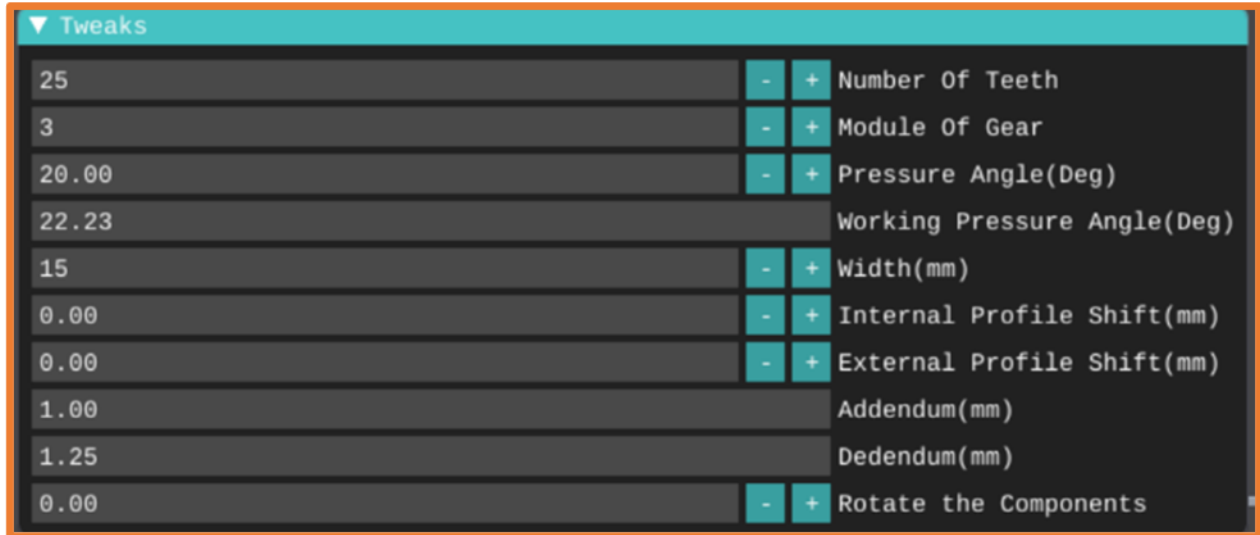 ▼ Tweaks
25 - + Number Of Teeth
3 - + Module Of Gear
20.00 - + Pressure Angle(Deg)
22.23 Working Pressure Angle(Deg)
15 - + Width(mm)
0.00 - + Internal Profile Shift(mm)
0.00 - + External Profile Shift(mm)
1.00 Addendum(mm)
1.25 Dedendum(mm)
0.00 - + Rotate the Components